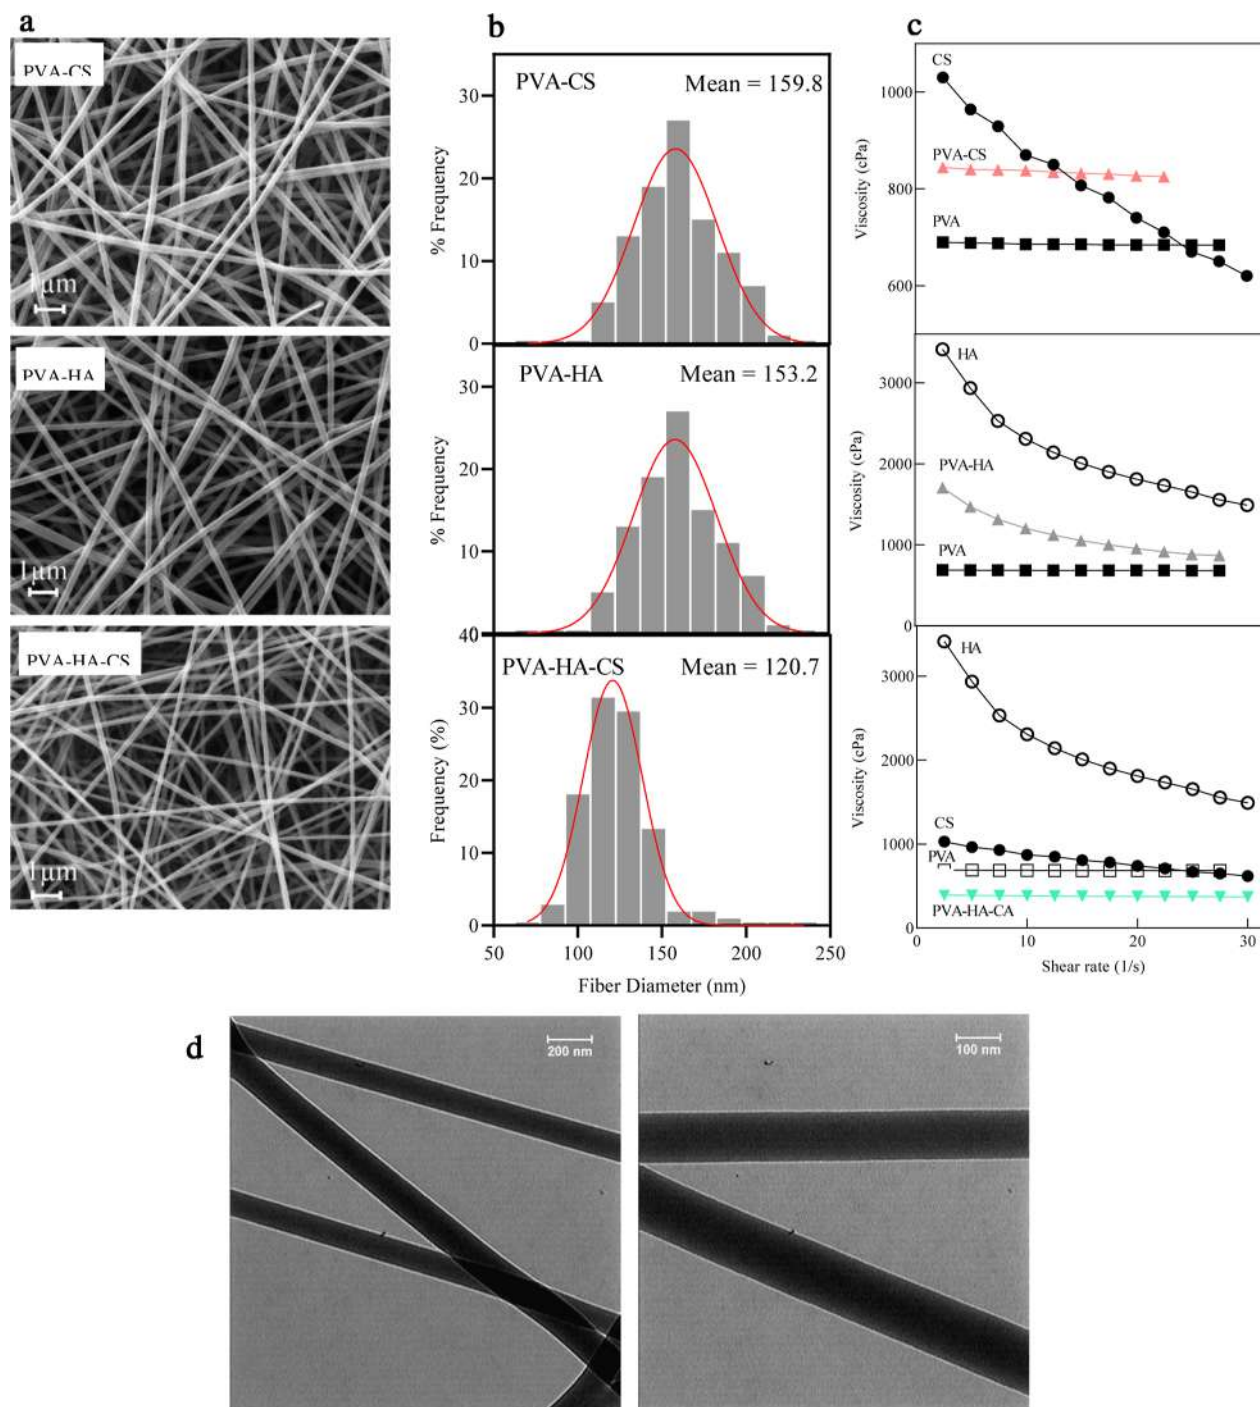 a
PVA-CS
1μm
PVA-HA
1μm
PVA-HA-CS
1μm
b
PVA-CS
Mean = 159.8
30
20
10
0
% Frequency
PVA-HA
Mean = 153.2
30
20
10
% Frequency
40
PVA-HA-CS
Mean = 120.7
30
20
10
0
Frequency (%)
50
100
150
200
250
Fiber Diameter (nm)
c
CS
1000
PVA-CS
800
PVA
600
Viscosity (cPa)
HA
3000
PVA-HA
2000
1000
PVA
0
Viscosity (cPa)
HA
3000
2000
CS
1000
PVA
PVA-HA-CA
0
Viscosity (cPa)
0
10
20
30
Shear rate (1/s)
d
200 nm
100 nm